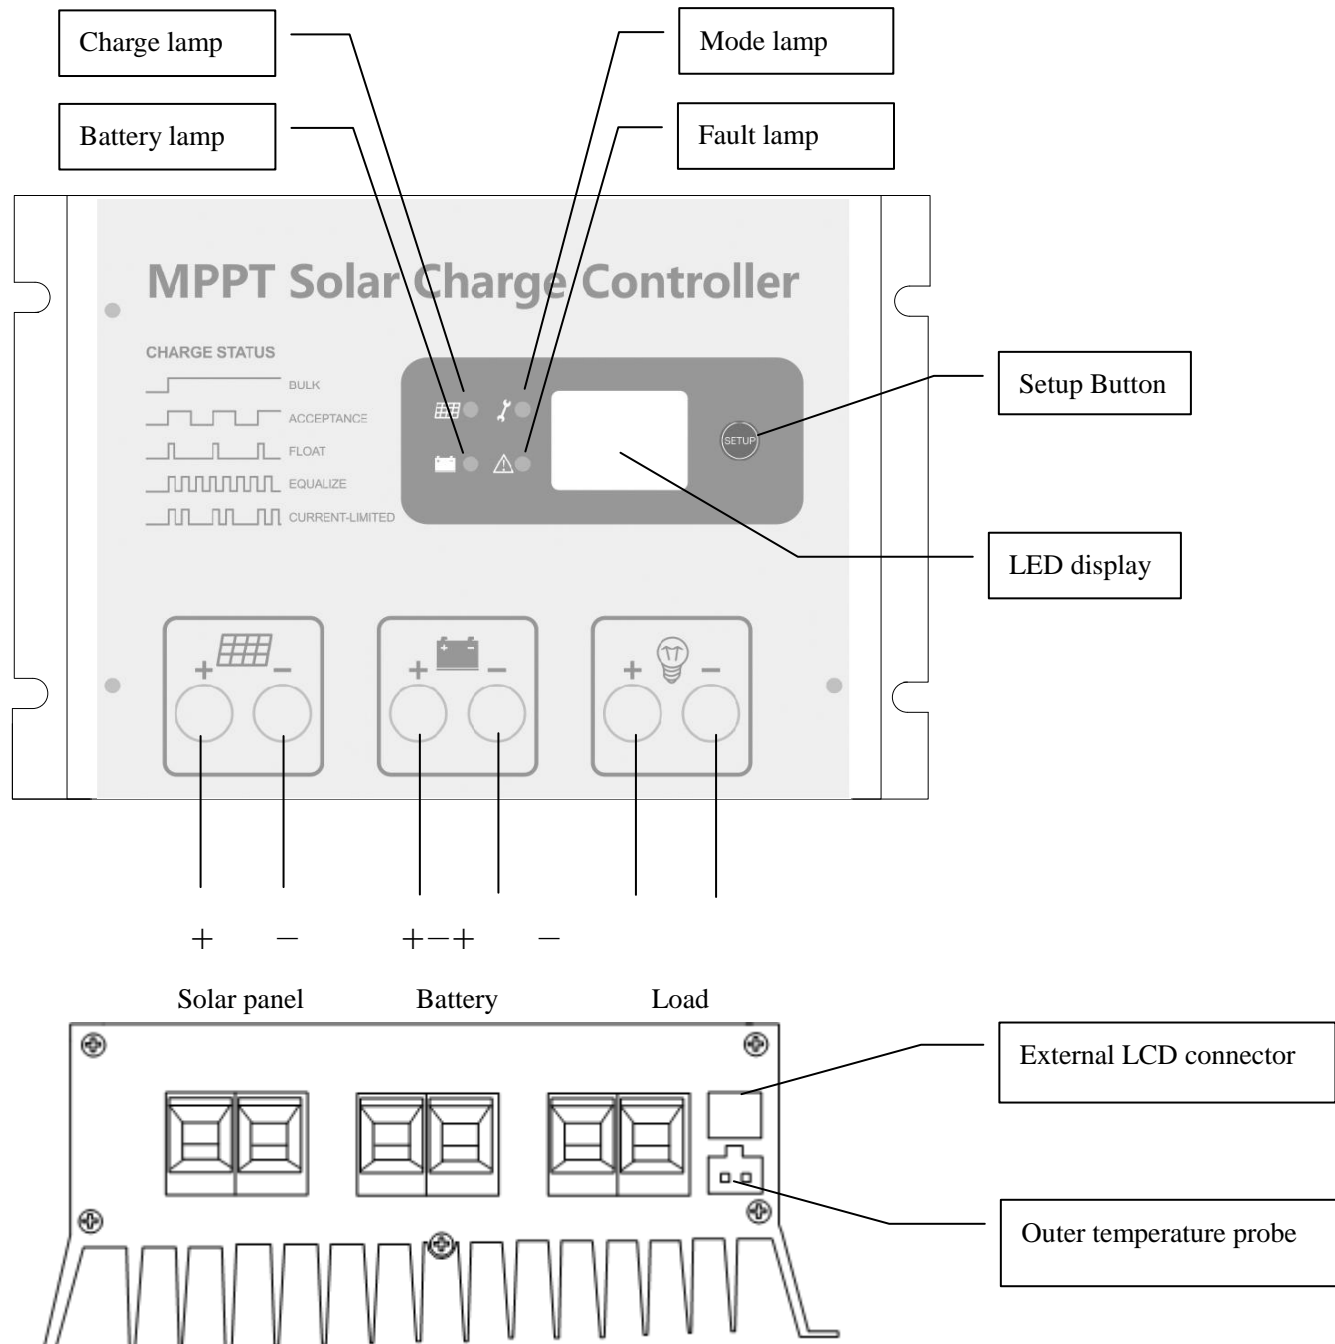 Charge lamp
Mode lamp
Battery lamp
Fault lamp
MPPT Solar Charge Controller
CHARGE STATUS
BULK
ACCEPTANCE
FLOAT
EQUALIZE
CURRENT-LIMITED
SETUP
Setup Button
LED display
+ −
+ −
+ −
+ −
+ − + −
Solar panel Battery Load
External LCD connector
Outer temperature probe